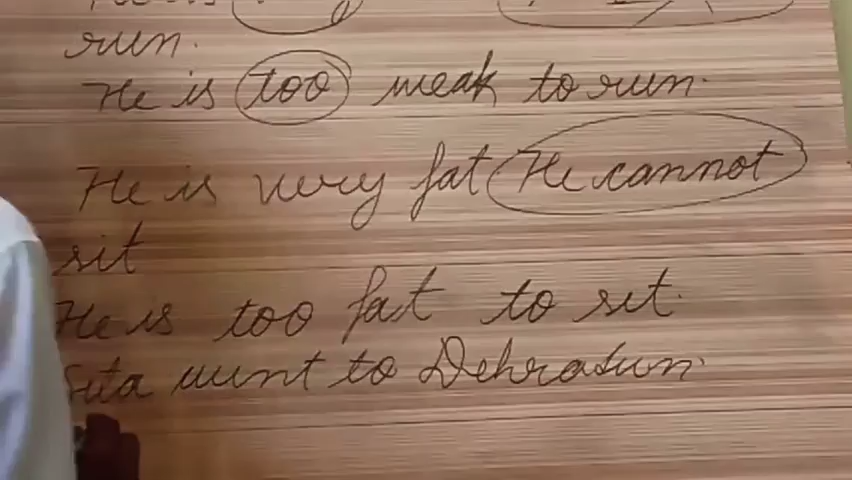 run.
He is too weak to run.
He is very fat He cannot
sit
He is too fat to sit.
Sita wunt to Dehradun.